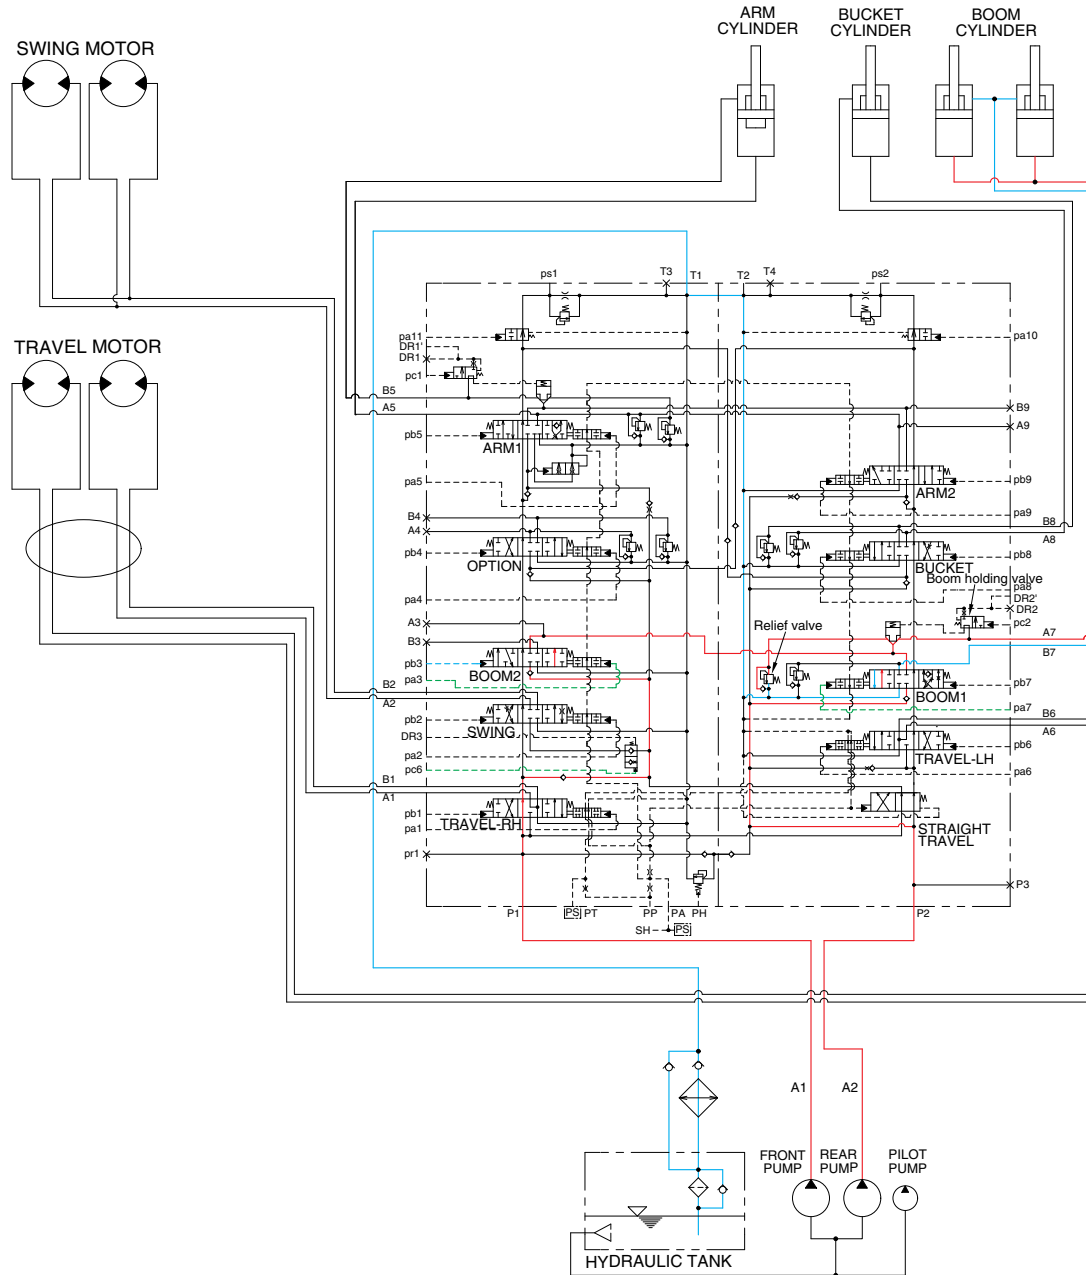 ARM
CYLINDER
BUCKET
CYLINDER
BOOM
CYLINDER
SWING MOTOR
TRAVEL MOTOR
ps1
T3
T1
T2
T4
ps2
pa11
DR1'
DR1
pc1
B5
A5
pb5
ARM1
pa5
B4
A4
pb4
OPTION
pa4
A3
B3
pb3
pa3
BOOM2
B2
A2
pb2
SWING
DR3
pa2
pc6
B1
A1
pb1
pa1
TRAVEL-RH
pr1
pa10
B9
A9
pb9
ARM2
pa9
B8
A8
pb8
BUCKET
Boom holding valve
pa8
DR2'
DR2
pc2
Relief valve
A7
B7
pb7
BOOM1
pa7
B6
A6
pb6
TRAVEL-LH
pa6
STRAIGHT
TRAVEL
P3
P1
PS
PT
PP
PA
PH
P2
SH
PS
A1
A2
FRONT
PUMP
REAR
PUMP
PILOT
PUMP
HYDRAULIC TANK